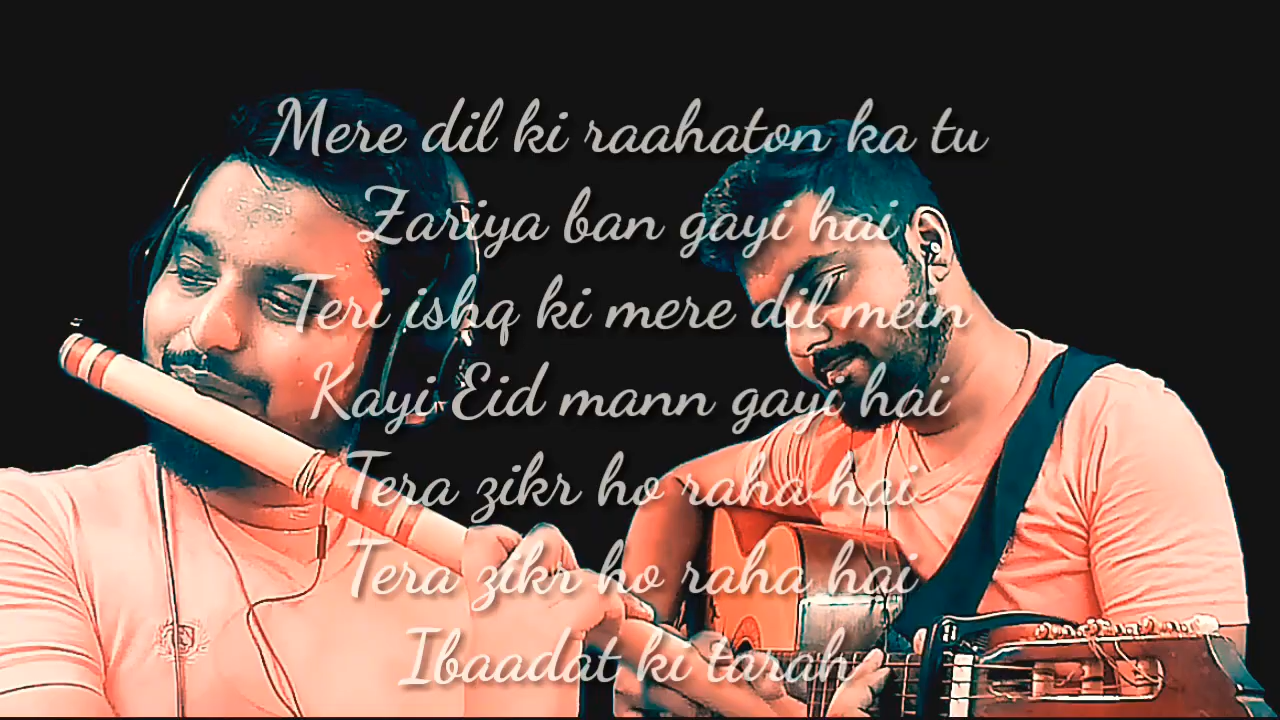 Mere dil ki raahaton ka tu
Zariya ban gayi hai
Teri ishq ki mere dil mein
Kayi Eid mann gayi hai
Tera zikr ho raha hai
Tera zikr ho raha hai
Ibaadat ki tarah